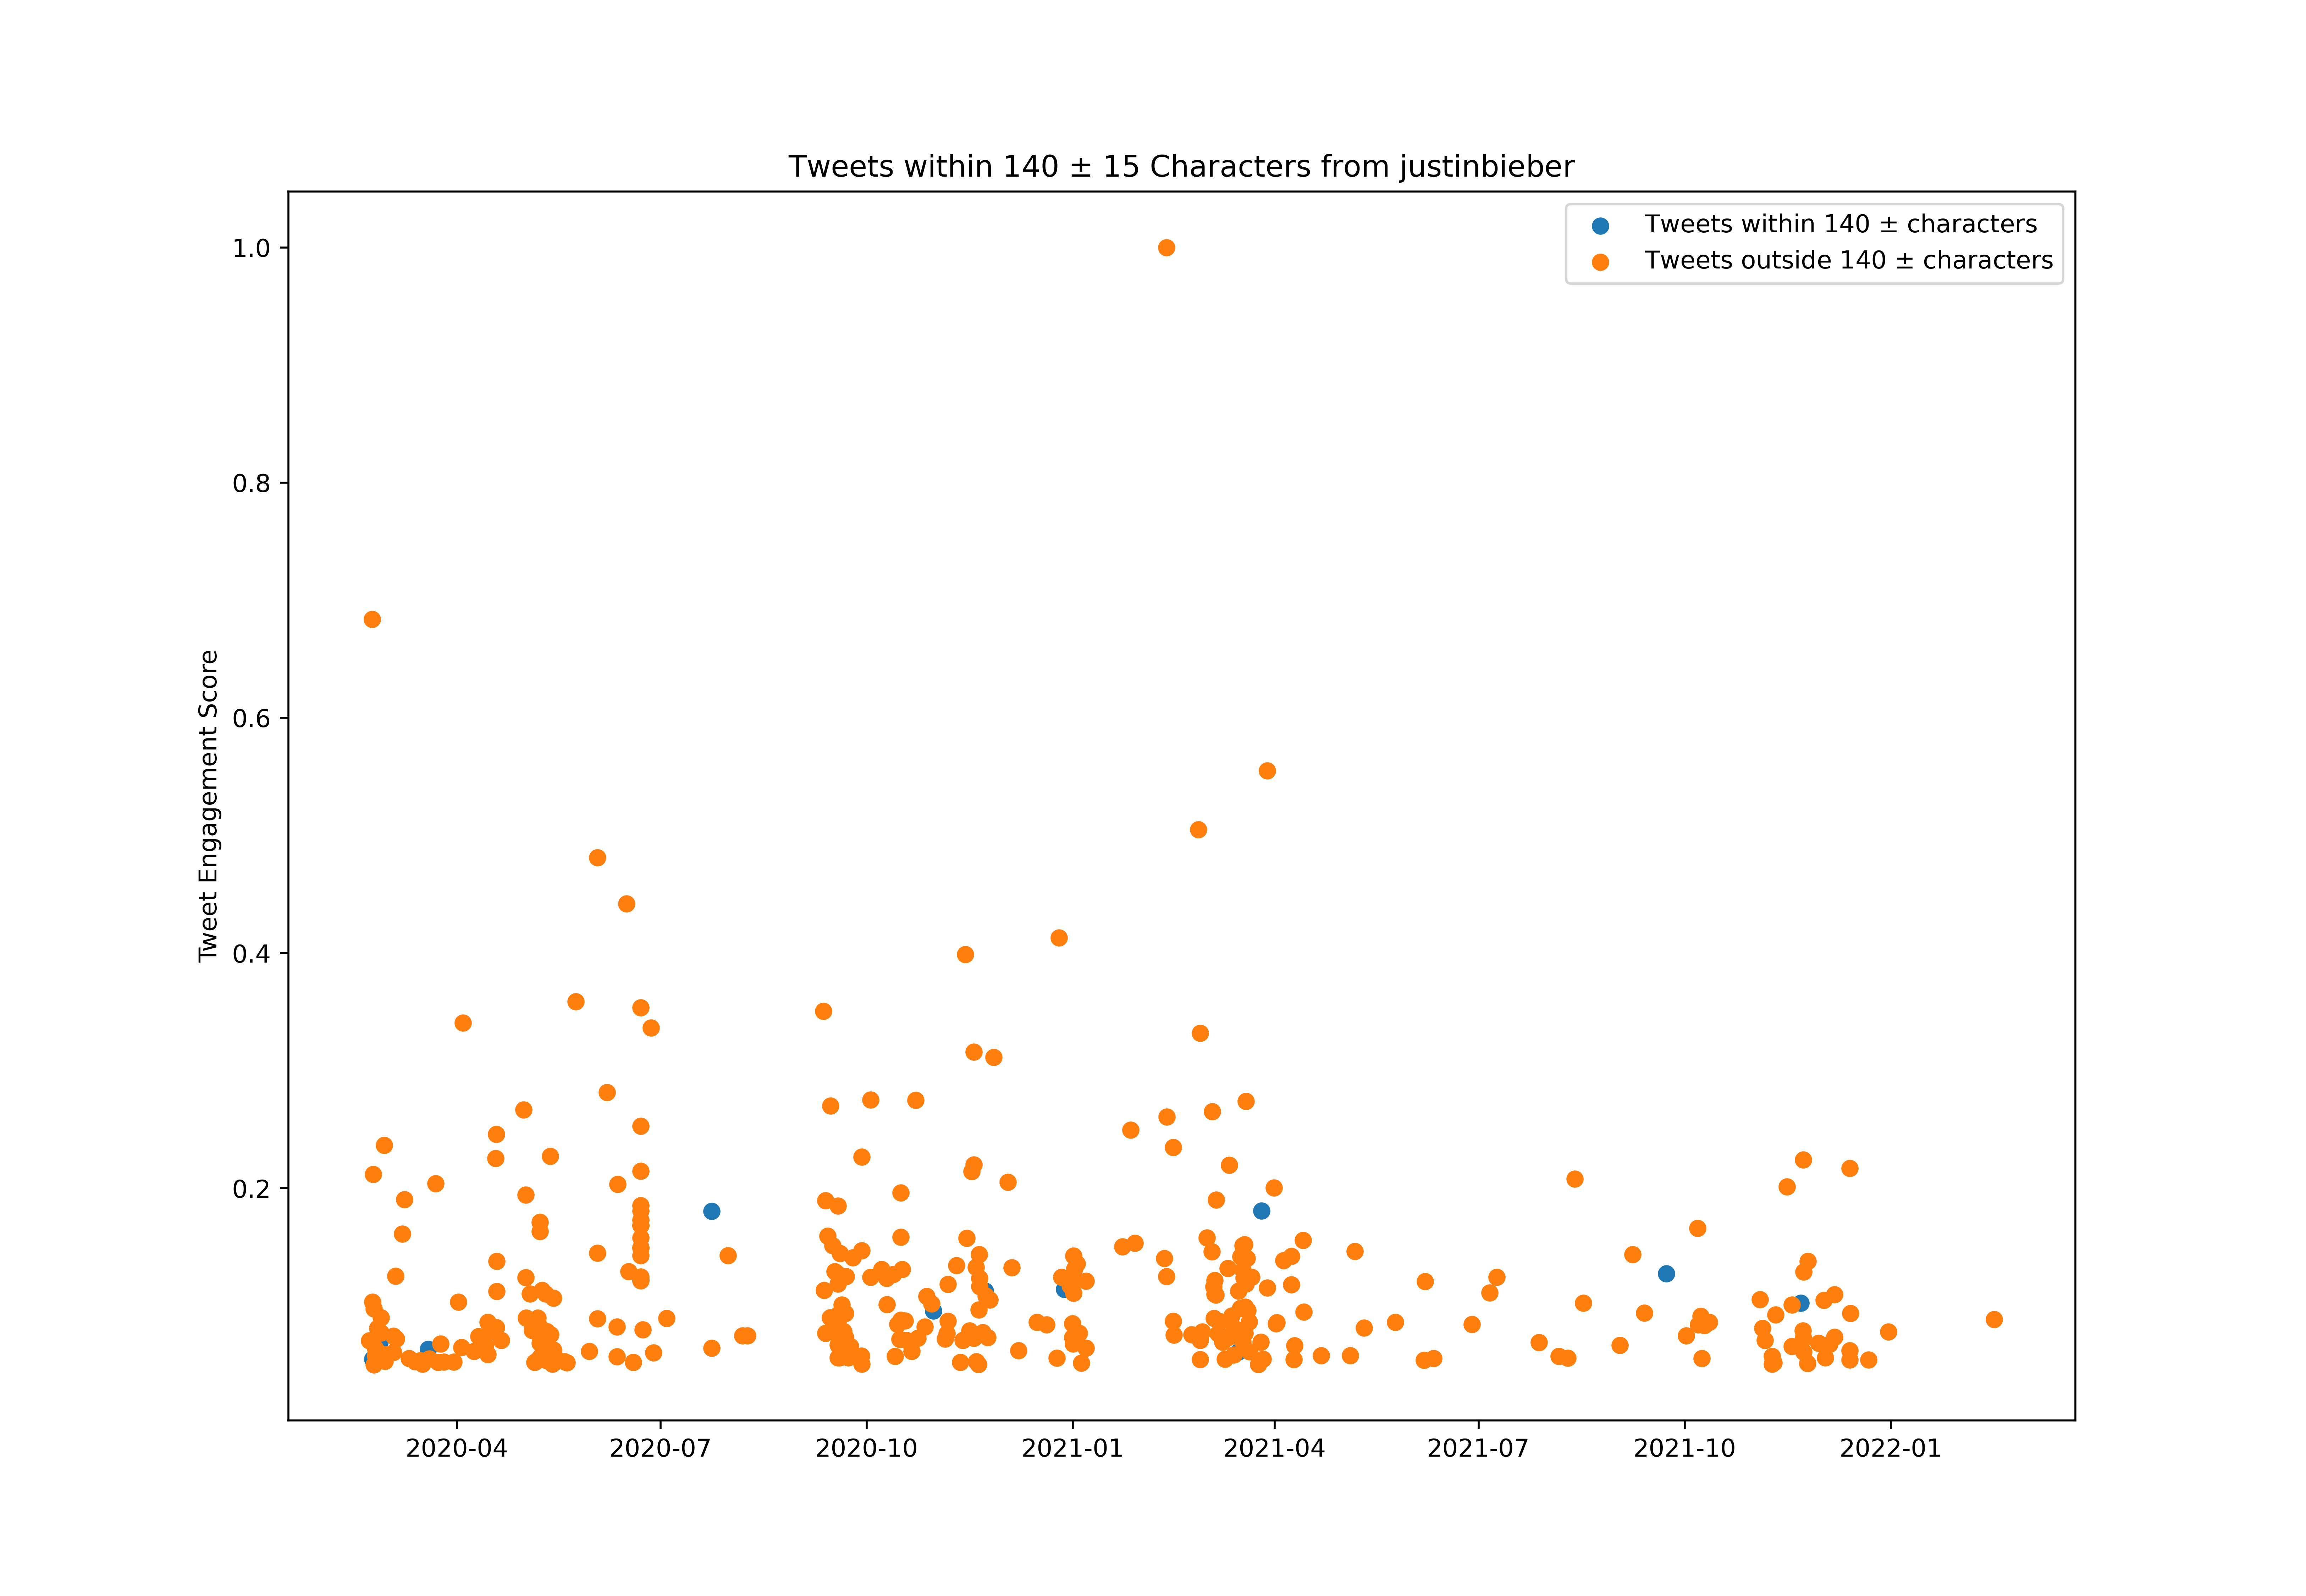 Tweets within 140 ± 15 Characters from justinbieber
Tweets within 140 ± characters
Tweets outside 140 ± characters
Tweet Engagement Score
1.0
0.8
0.6
0.4
0.2
2020-04 2020-07 2020-10 2021-01 2021-04 2021-07 2021-10 2022-01